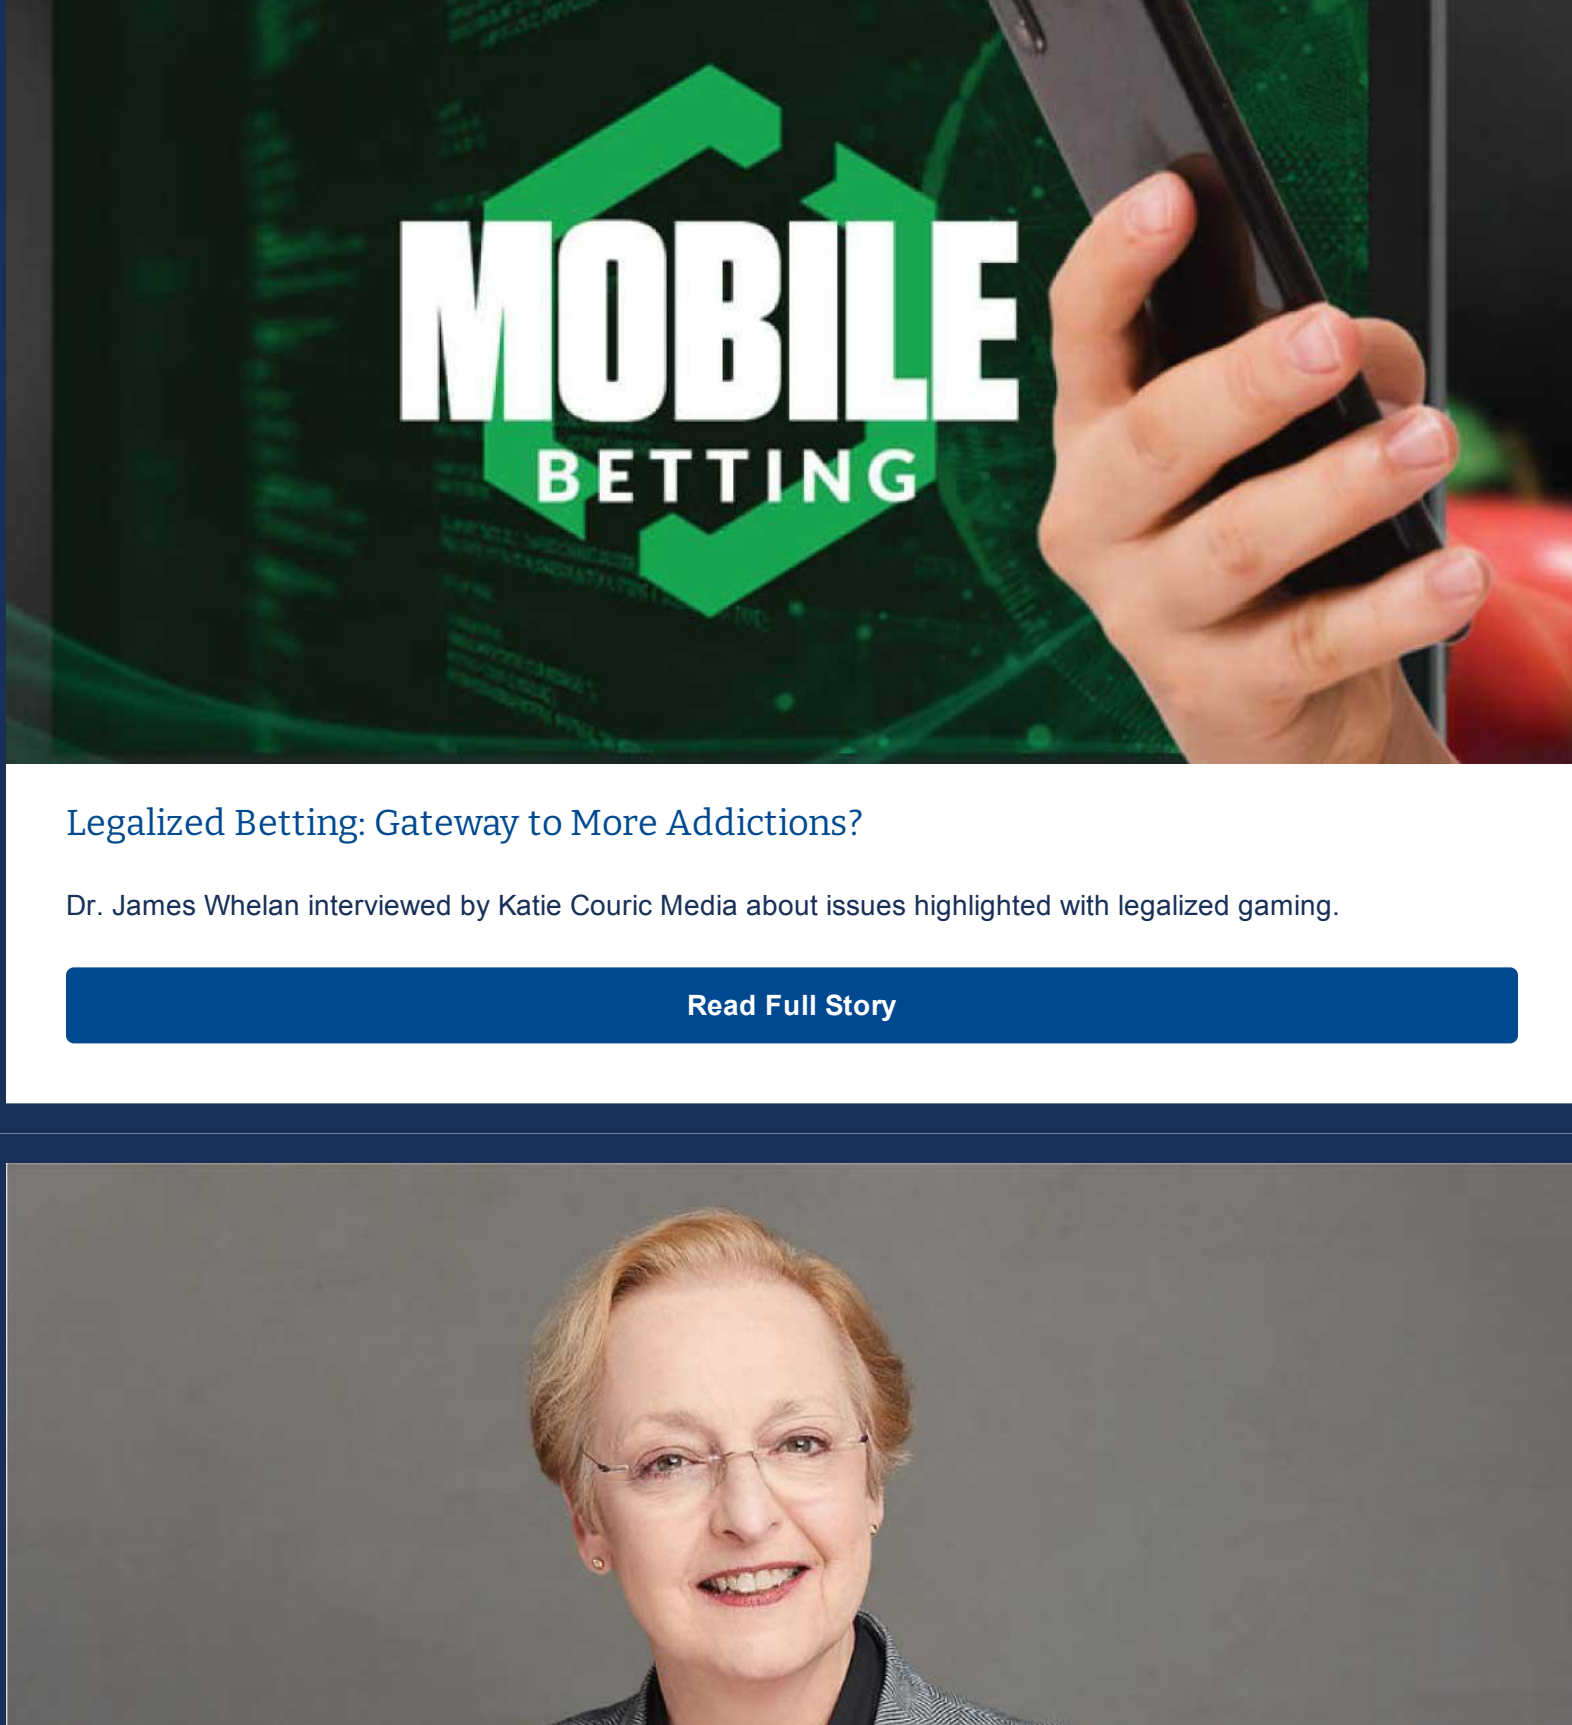 MOBILE
BETTING
Legalized Betting: Gateway to More Addictions?
Dr. James Whelan interviewed by Katie Couric Media about issues highlighted with legalized gaming.
Read Full Story